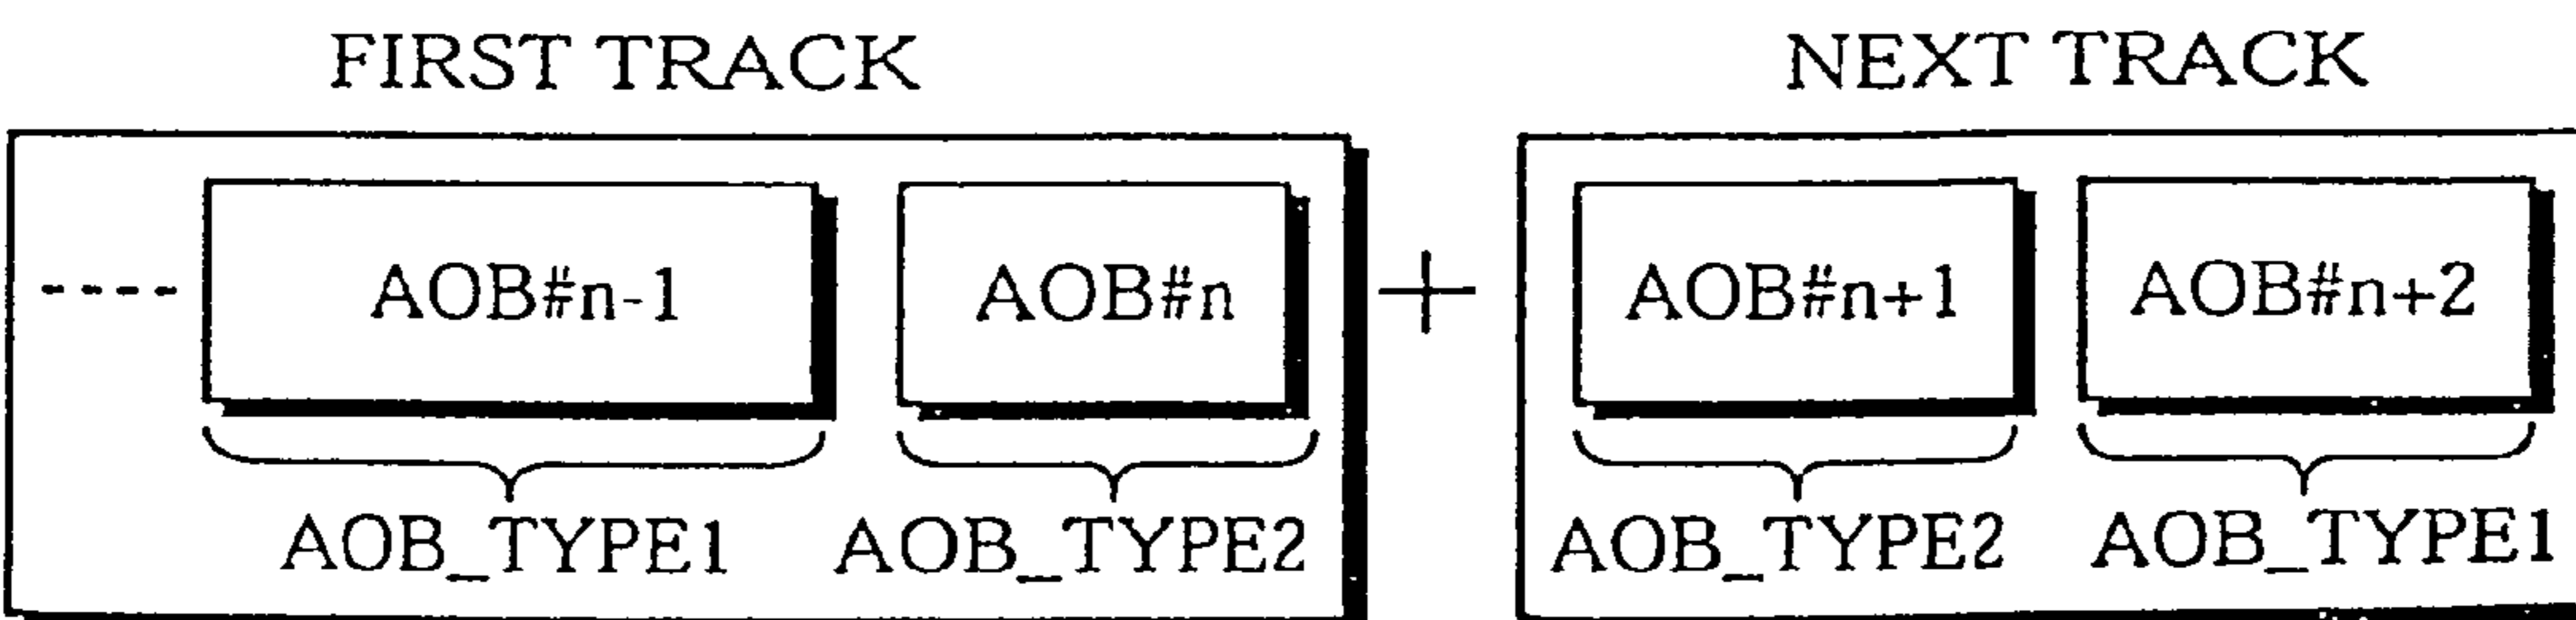 FIRST TRACK NEXT TRACK
---- AOB#n-1 AOB#n + AOB#n+1 AOB#n+2
AOB_TYPE1 AOB_TYPE2 AOB_TYPE2 AOB_TYPE1